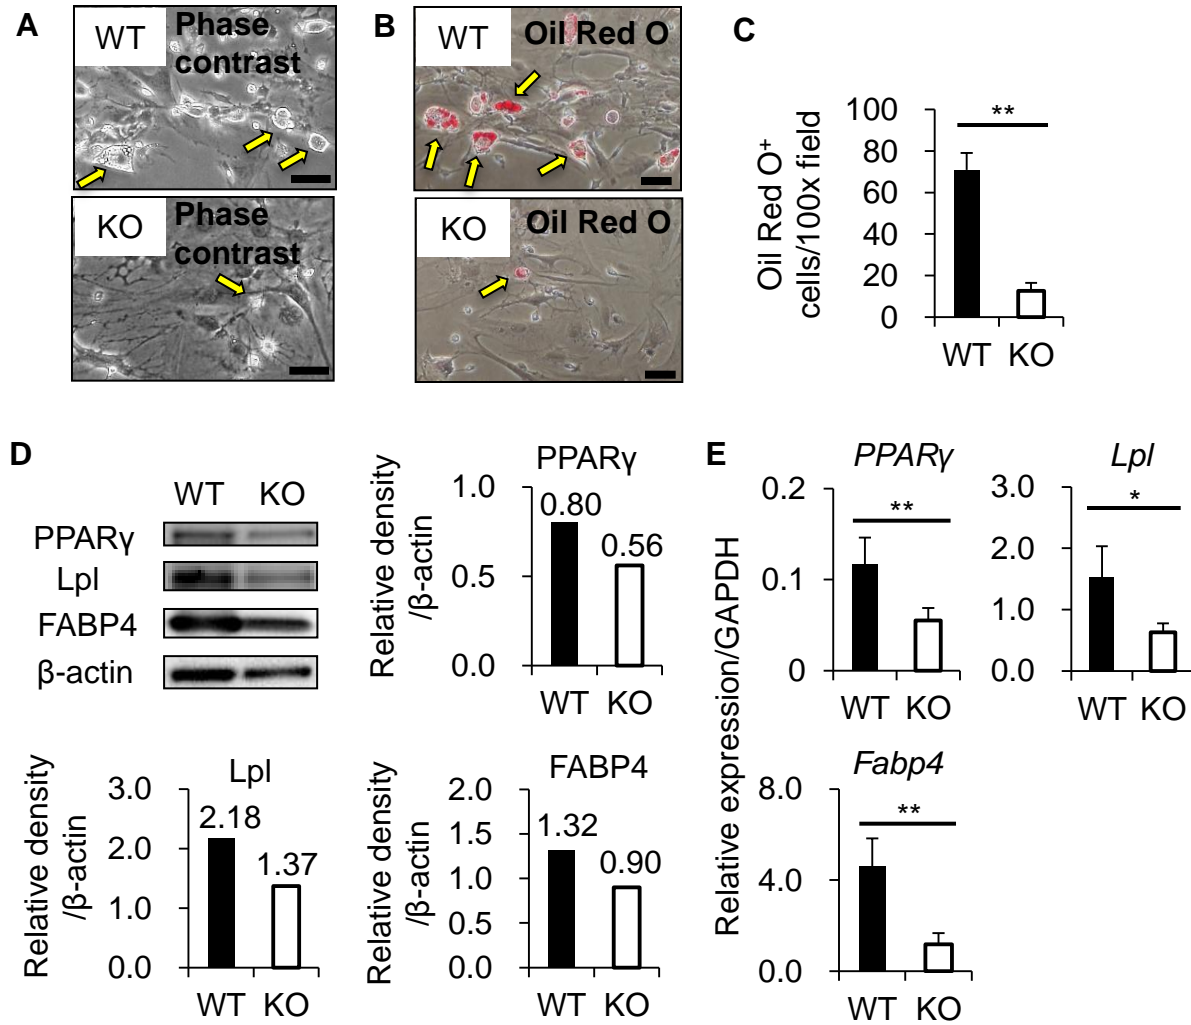 A
WT
Phase
contrast
KO
Phase
contrast
B
WT
Oil Red O
KO
Oil Red O
C
Oil Red O⁺
cells/100x field
100
80
60
40
20
0
**
WT KO
D
WT KO
PPARγ
Lpl
FABP4
β-actin
PPARγ
Relative density
/β-actin
1.0
0.5
0.0
0.80
0.56
WT KO
Lpl
Relative density
/β-actin
3.0
2.0
1.0
0.0
2.18
1.37
WT KO
FABP4
Relative density
/β-actin
2.0
1.5
1.0
0.5
0.0
1.32
0.90
WT KO
E
Relative expression/GAPDH
PPARγ
0.2
0.1
0
**
WT KO
Lpl
3.0
2.0
1.0
0.0
*
WT KO
Fabp4
8.0
4.0
0.0
**
WT KO